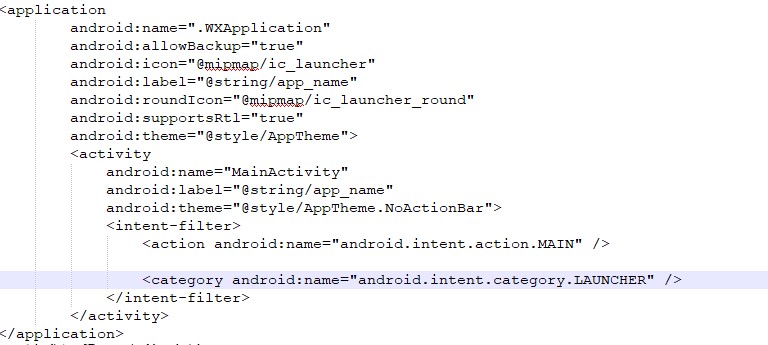 <application
android:name=".WXApplication"
android:allowBackup="true"
android:icon="@mipmap/ic_launcher"
android:label="@string/app_name"
android:roundIcon="@mipmap/ic_launcher_round"
android:supportsRtl="true"
android:theme="@style/AppTheme">
<activity
android:name="MainActivity"
android:label="@string/app_name"
android:theme="@style/AppTheme.NoActionBar">
<intent-filter>
<action android:name="android.intent.action.MAIN" />
<category android:name="android.intent.category.LAUNCHER" />
</intent-filter>
</activity>
</application>